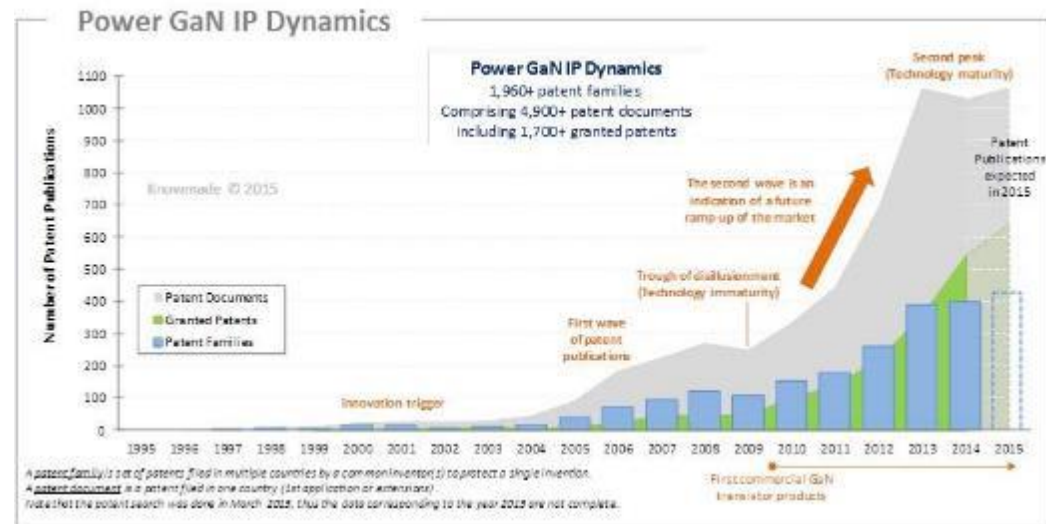 Power GaN IP Dynamics
Power GaN IP Dynamics
1,960+ patent families
Comprising 4,900+ patent documents
Including 1,700+ granted patents
Second peak
(Technology maturity)
Number of Patent Publications
1100
1000
900
800
700
600
500
400
300
200
100
0
Knowmade © 2015
Patent
Publications
expected
in 2015
The second wave is an
indication of a future
ramp-up of the market
Trough of disillusionment
(Technology immaturity)
Patent Documents
Granted Patents
Patent Families
First wave
of patent
publications
Innovation trigger
1995 1996 1997 1998 1999 2000 2001 2002 2003 2004 2005 2006 2007 2008 2009 2010 2011 2012 2013 2014 2015
First commercial GaN
transistor products
A patent family is set of patents filed in multiple countries by a common inventor(s) to protect a single invention.
A patent document is a patent filed in one country (1st application or extensions)
Note that the patent search was done in March 2015, thus the data corresponding to the year 2015 are not complete.